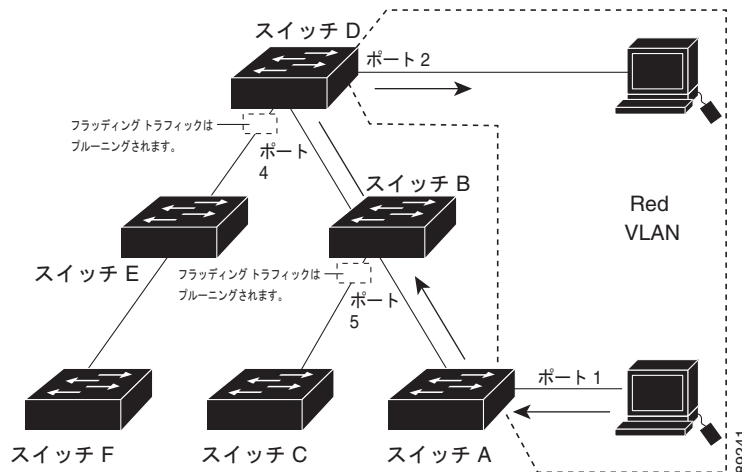 スイッチ D
ポート 2
フラッディング トラフィックは
プルーニングされます。
ポート
4
スイッチ B
Red
VLAN
スイッチ E
フラッディング トラフィックは
プルーニングされます。
ポート
5
ポート 1
スイッチ F
スイッチ C
スイッチ A